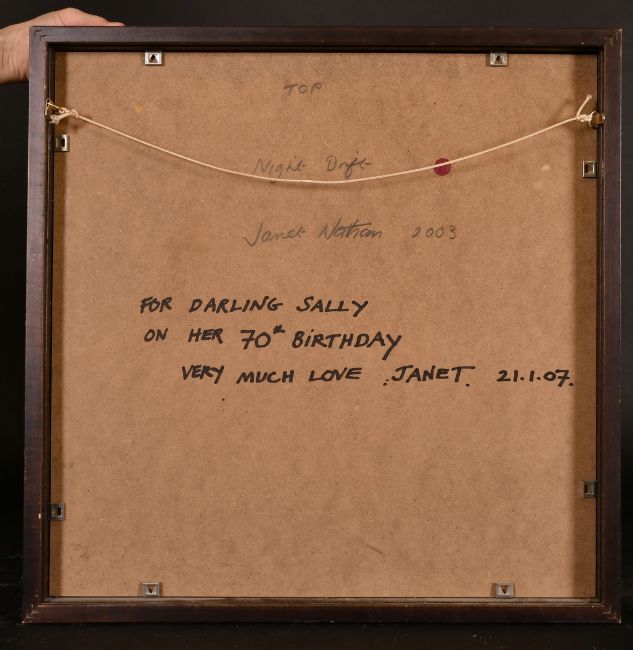 TOP
Night Drift
Janet Nathan 2003
FOR DARLING SALLY
ON HER 70th BIRTHDAY
VERY MUCH LOVE JANET. 21.1.07.